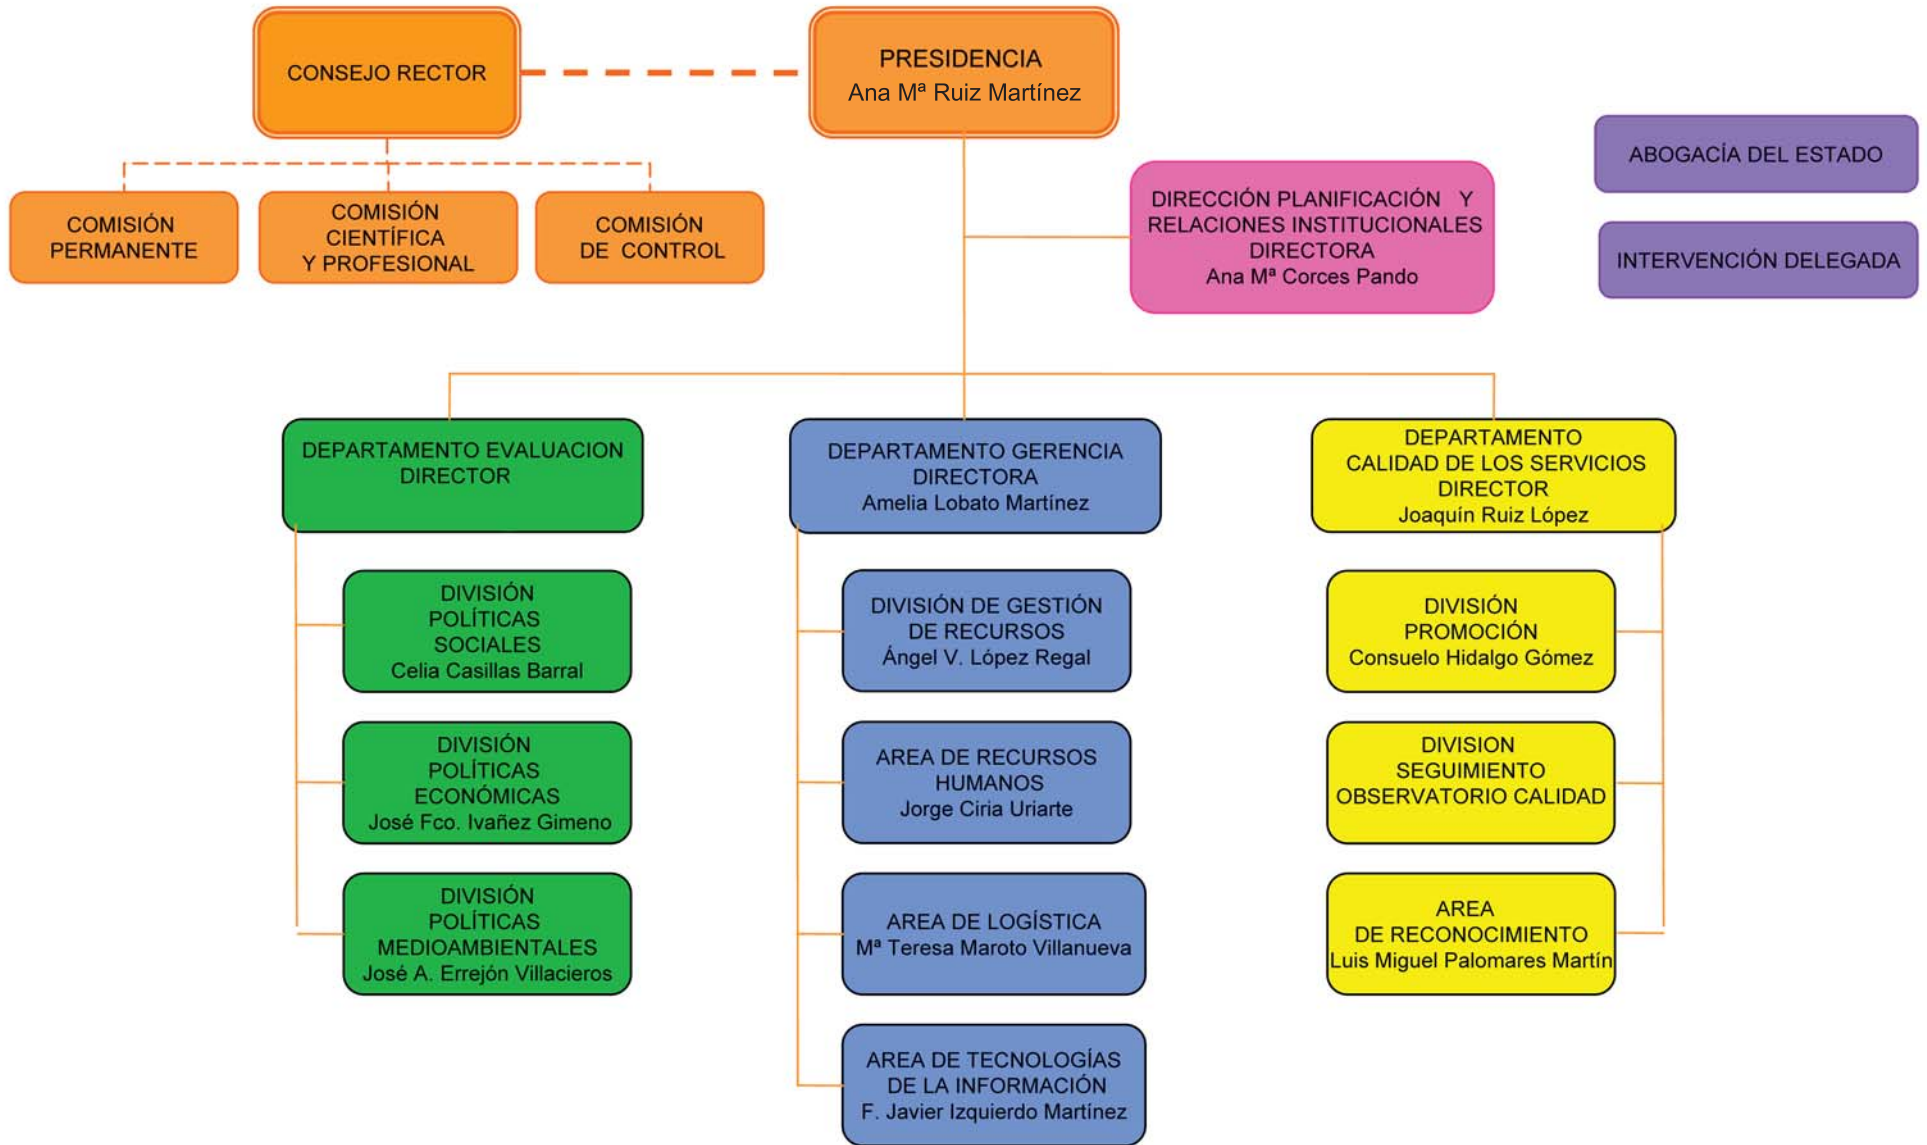 CONSEJO RECTOR
PRESIDENCIA
Ana Mª Ruiz Martínez
COMISIÓN
PERMANENTE
COMISIÓN
CIENTÍFICA
Y PROFESIONAL
COMISIÓN
DE CONTROL
DIRECCIÓN PLANIFICACIÓN Y
RELACIONES INSTITUCIONALES
DIRECTORA
Ana Mª Corces Pando
ABOGACÍA DEL ESTADO
INTERVENCIÓN DELEGADA
DEPARTAMENTO EVALUACION
DIRECTOR
DIVISIÓN
POLÍTICAS
SOCIALES
Celia Casillas Barral
DIVISIÓN
POLÍTICAS
ECONÓMICAS
José Fco. Ivañez Gimeno
DIVISIÓN
POLÍTICAS
MEDIOAMBIENTALES
José A. Errejón Villacieros
DEPARTAMENTO GERENCIA
DIRECTORA
Amelia Lobato Martínez
DIVISIÓN DE GESTIÓN
DE RECURSOS
Ángel V. López Regal
AREA DE RECURSOS
HUMANOS
Jorge Ciria Uriarte
AREA DE LOGÍSTICA
Mª Teresa Maroto Villanueva
AREA DE TECNOLOGÍAS
DE LA INFORMACIÓN
F. Javier Izquierdo Martínez
DEPARTAMENTO
CALIDAD DE LOS SERVICIOS
DIRECTOR
Joaquín Ruiz López
DIVISIÓN
PROMOCIÓN
Consuelo Hidalgo Gómez
DIVISION
SEGUIMIENTO
OBSERVATORIO CALIDAD
AREA
DE RECONOCIMIENTO
Luis Miguel Palomares Martín